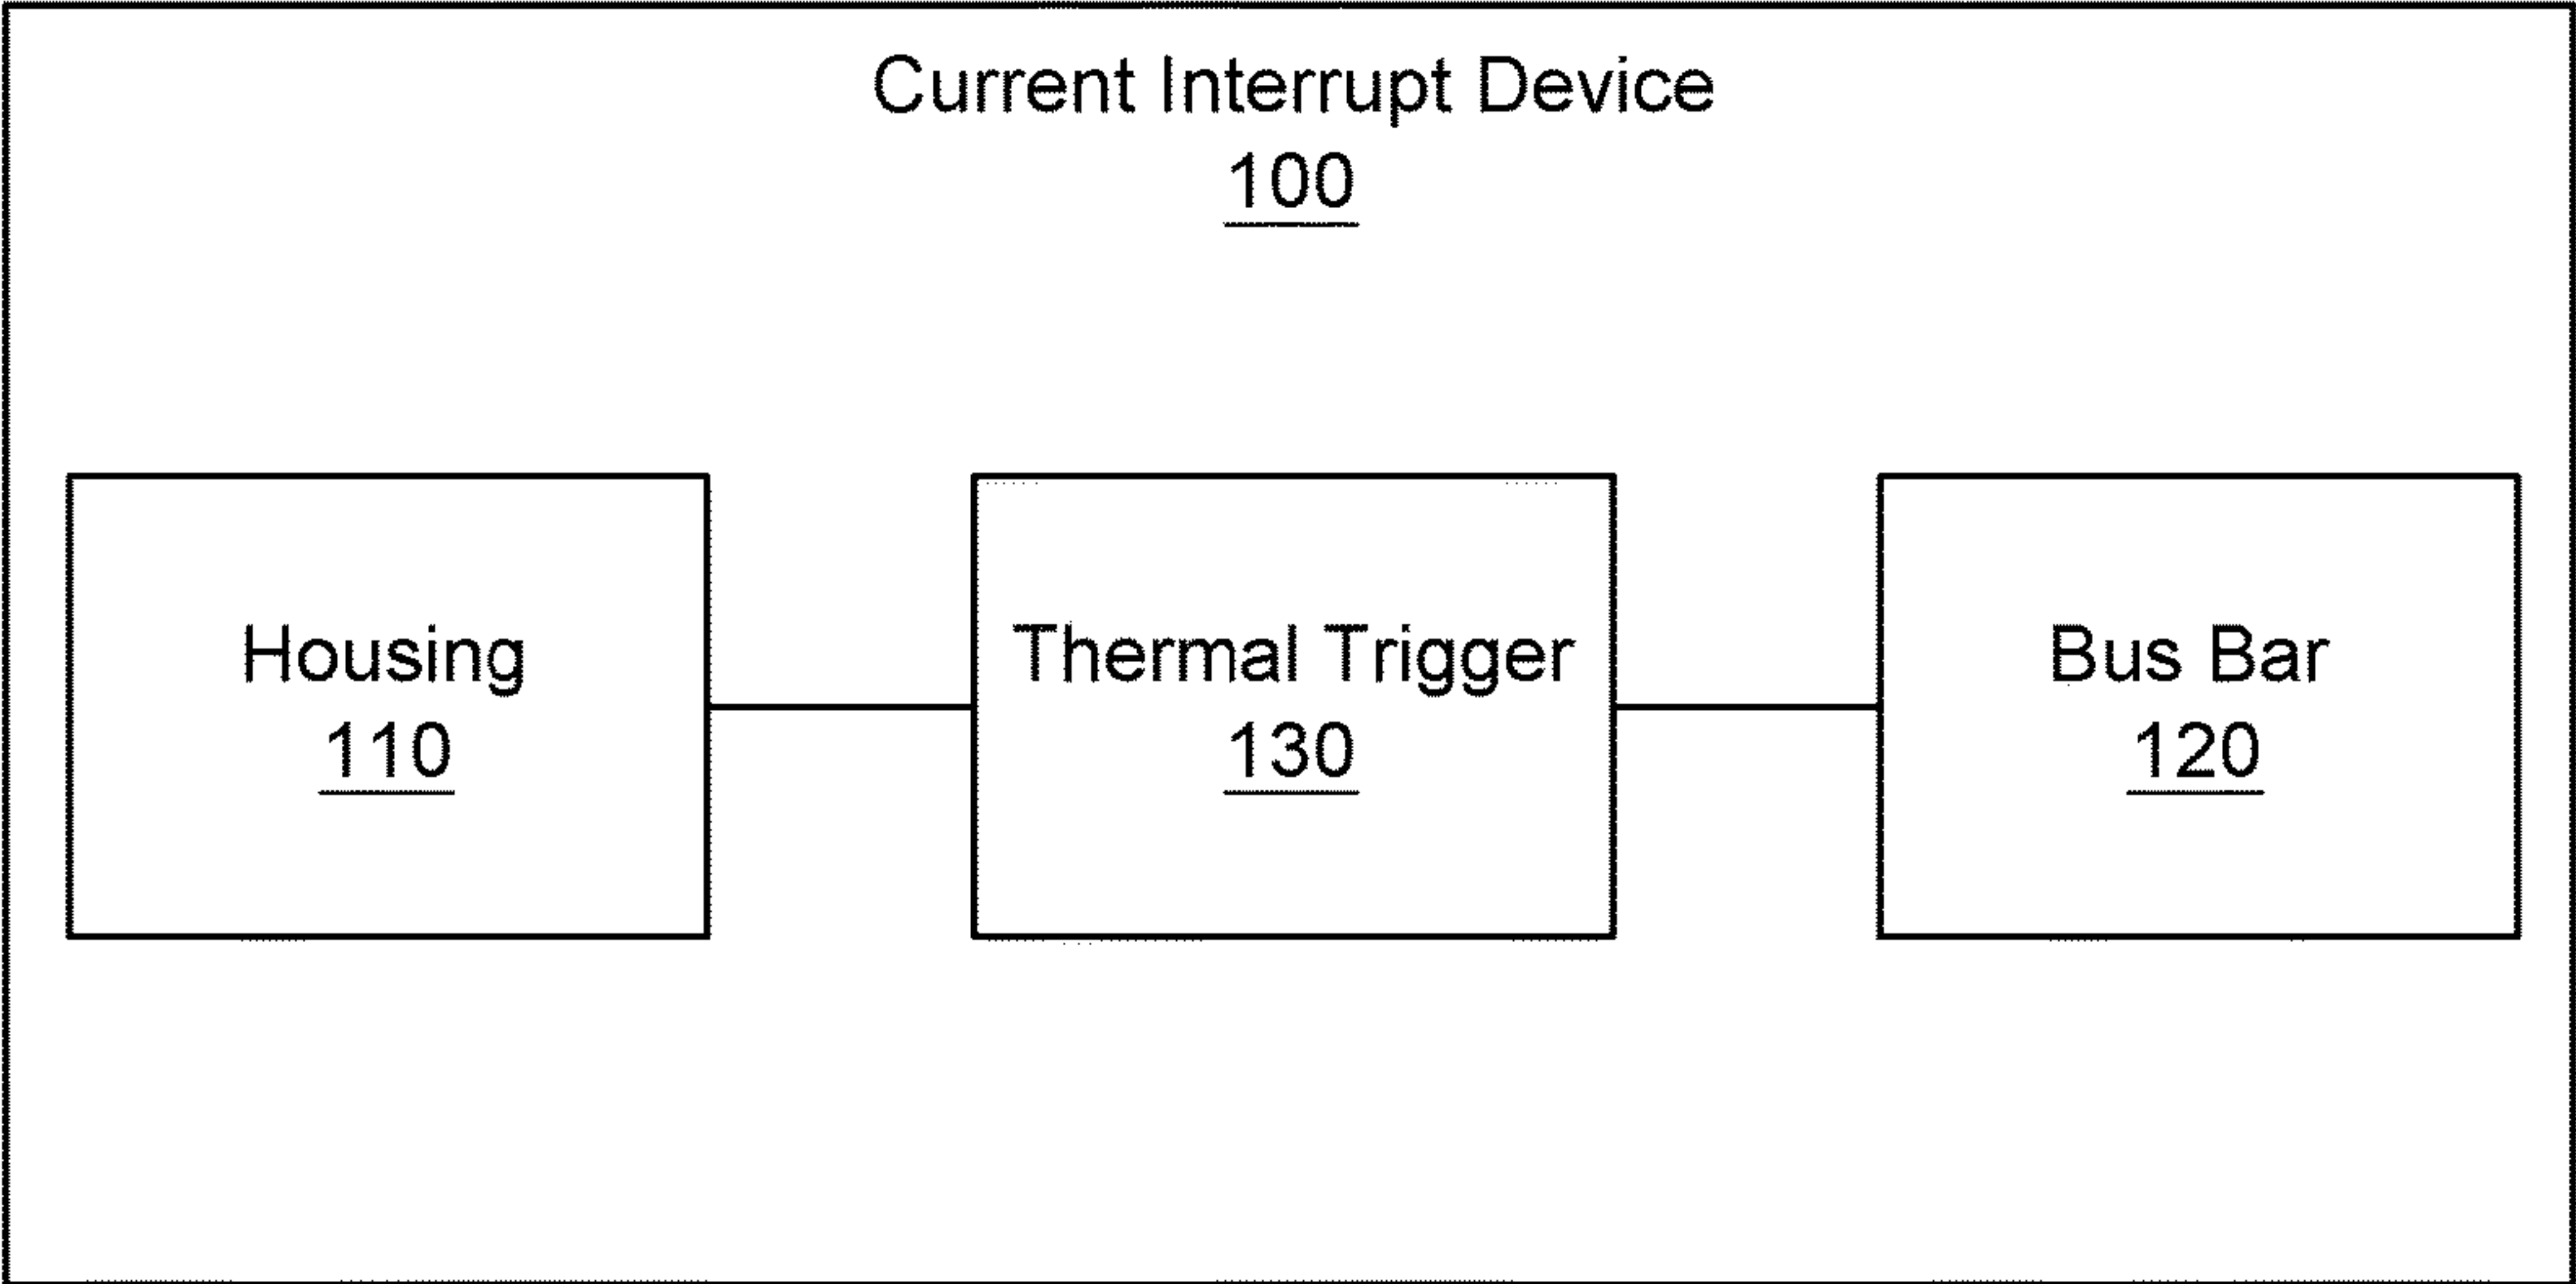 Current Interrupt Device
100
Housing
110
Thermal Trigger
130
Bus Bar
120